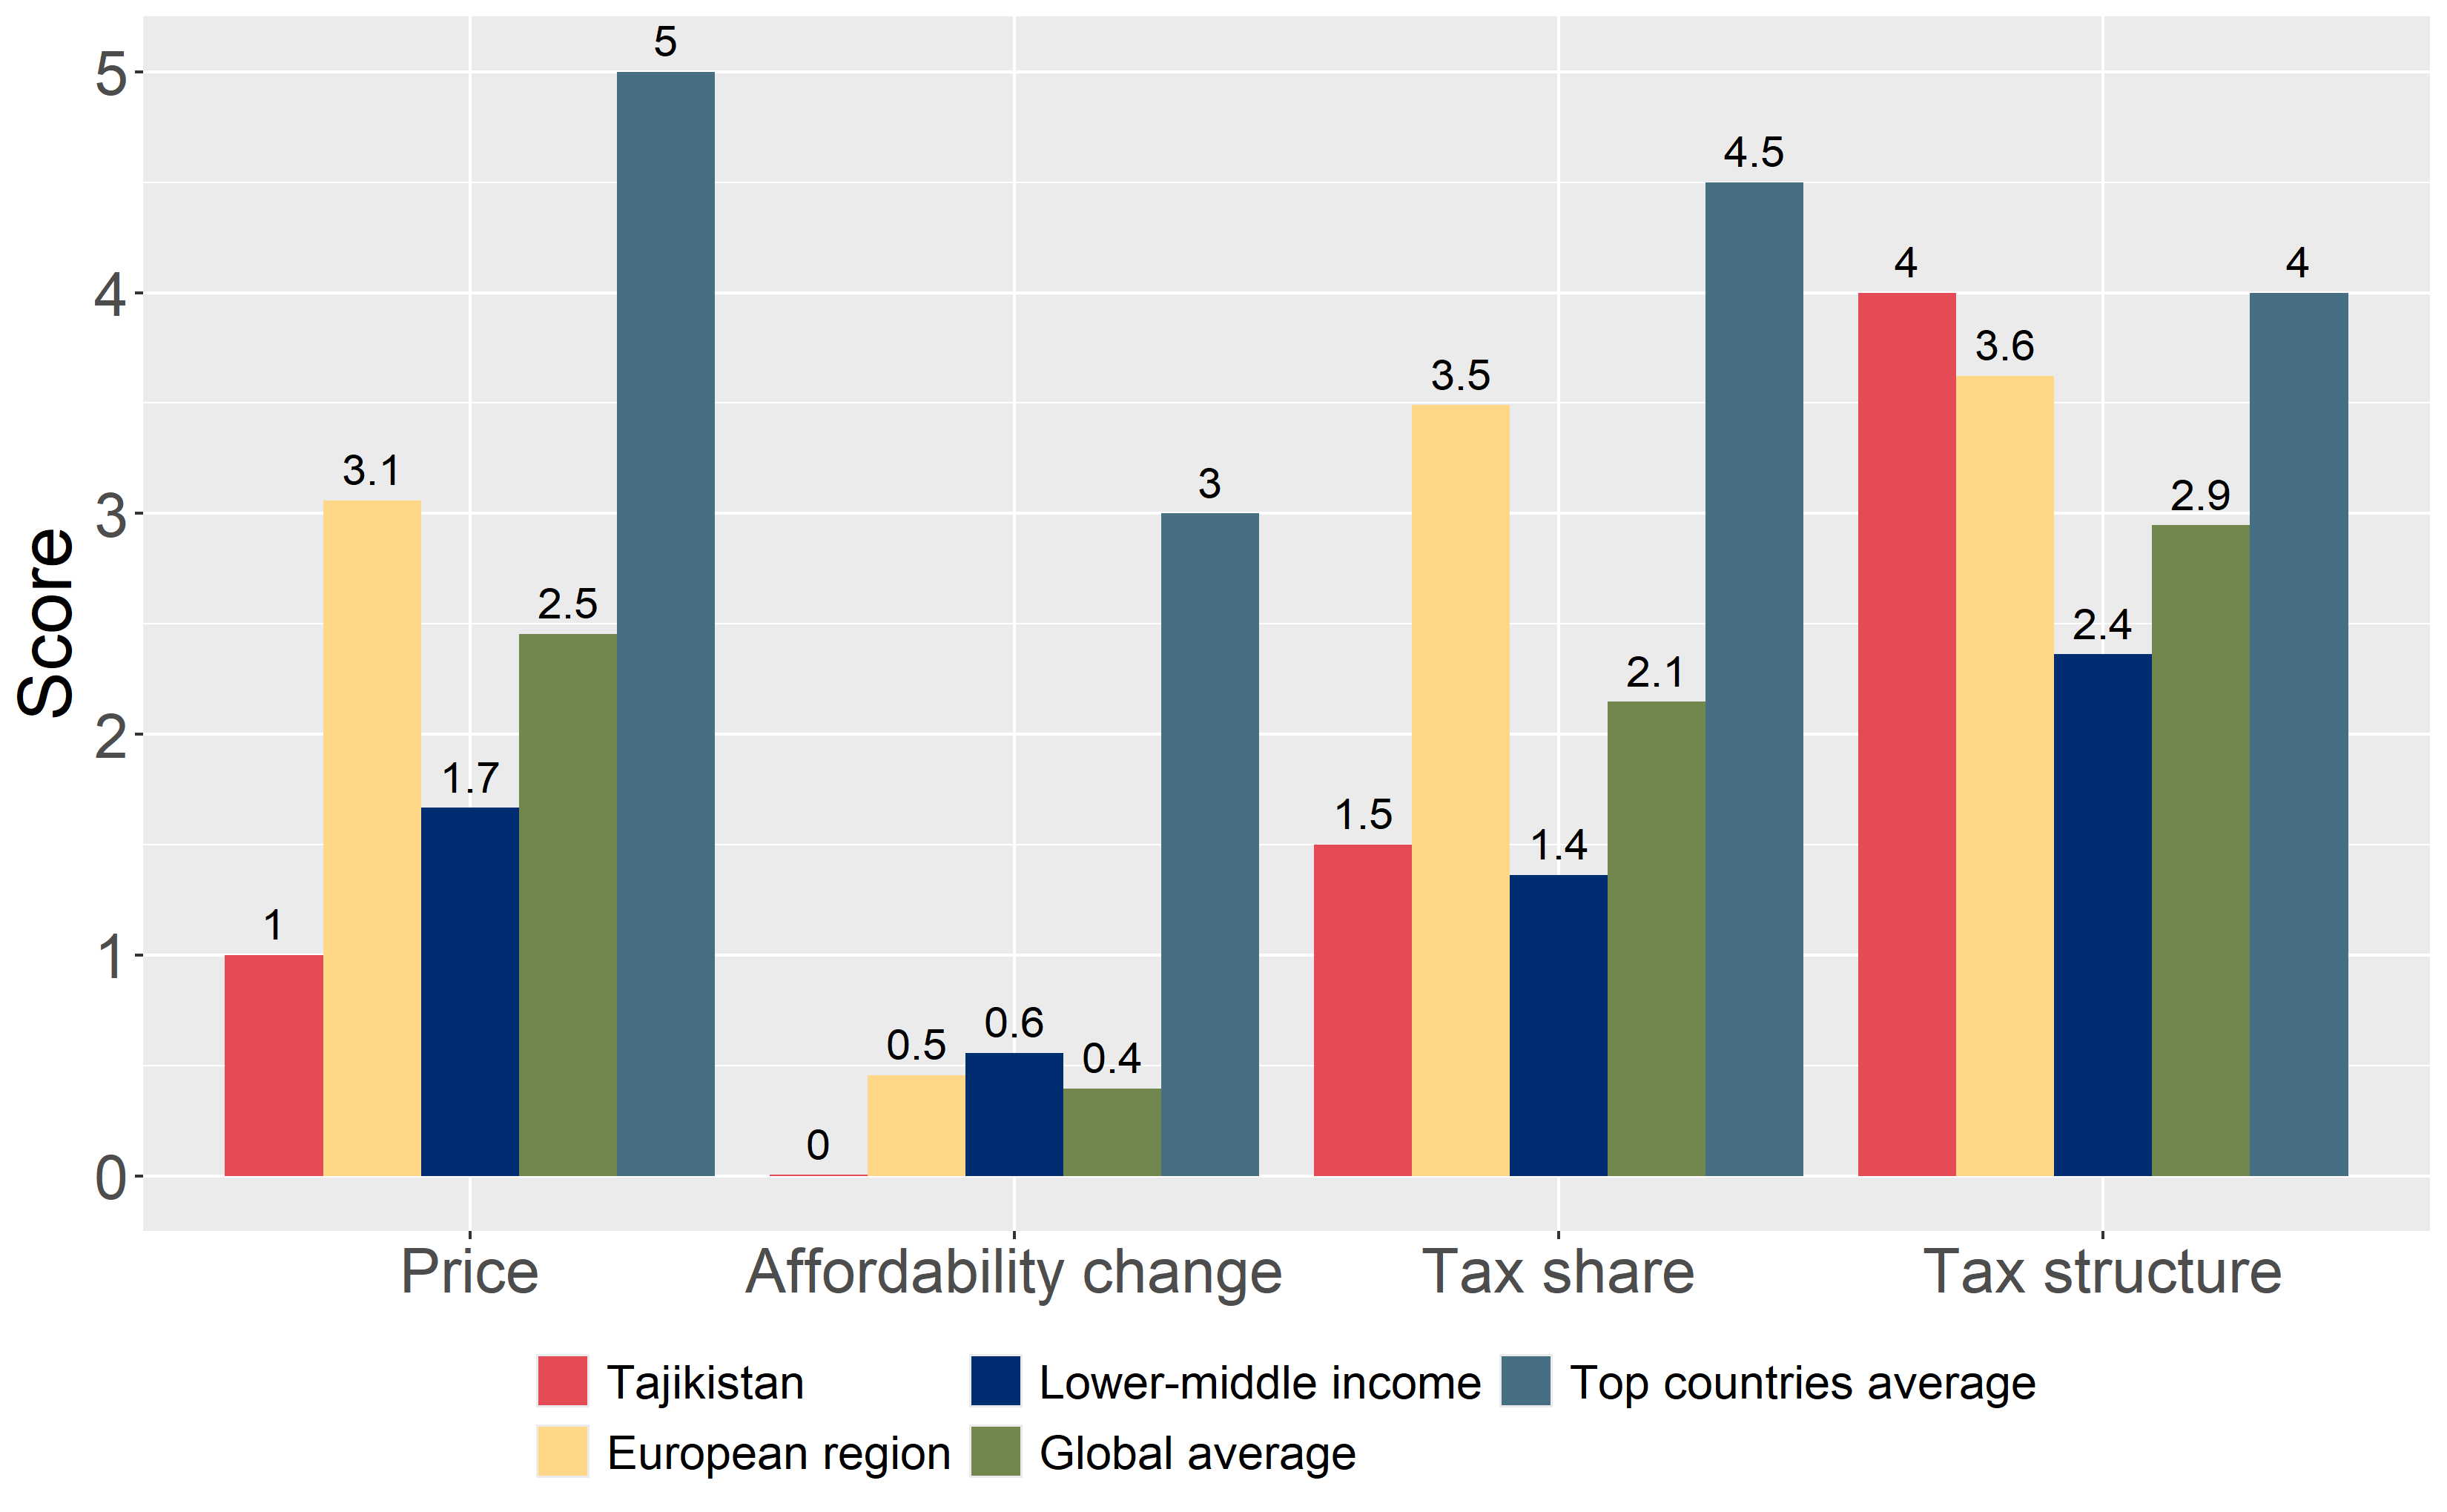 Score
5
4
3
2
1
0
1
3.1
1.7
2.5
5
0
0.5
0.6
0.4
3
1.5
3.5
1.4
2.1
4.5
4
3.6
2.4
2.9
4
Price
Affordability change
Tax share
Tax structure
Tajikistan
European region
Lower-middle income
Global average
Top countries average